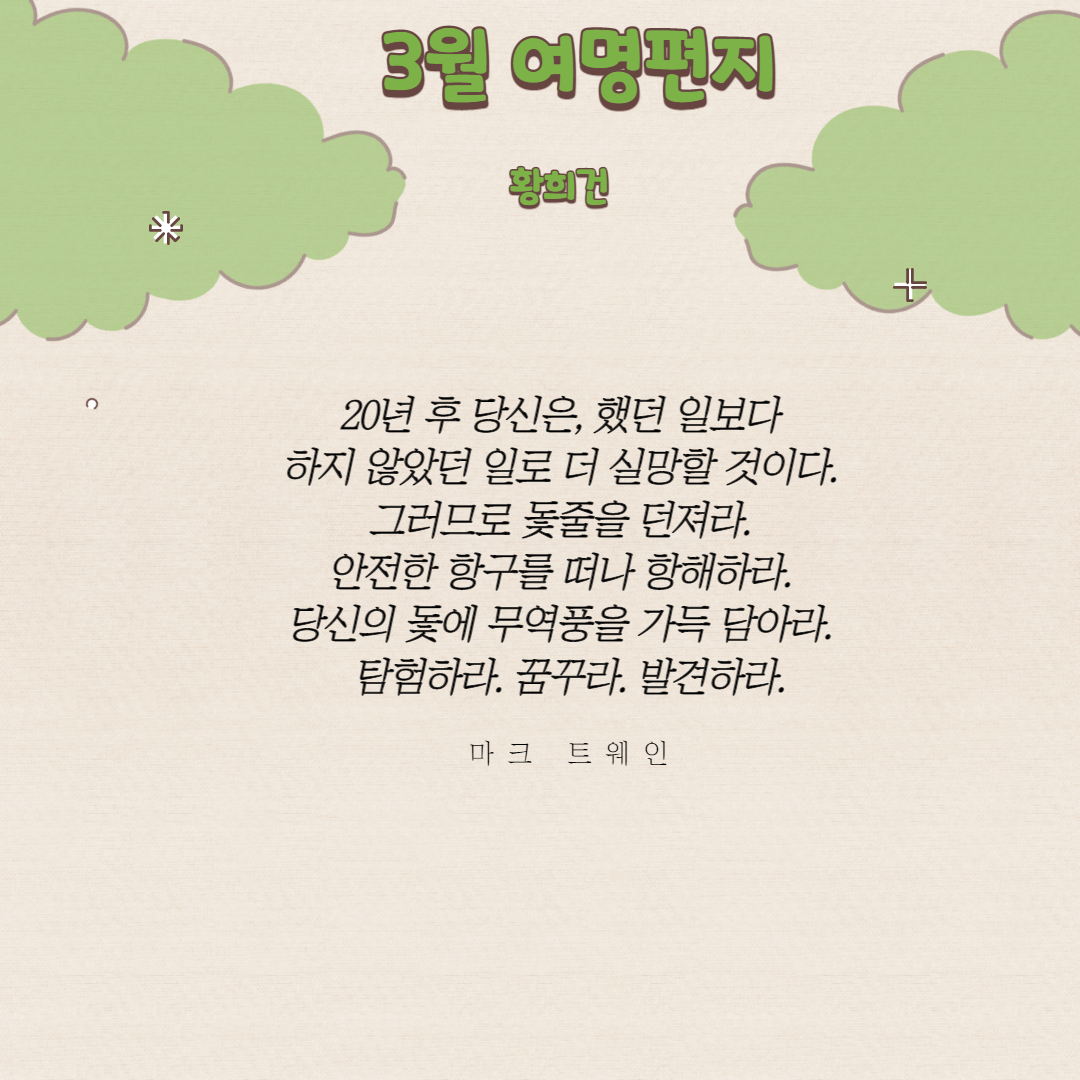 3월 여명편지
황희건
20년 후 당신은, 했던 일보다
하지 않았던 일로 더 실망할 것이다.
그러므로 돛줄을 던져라.
안전한 항구를 떠나 항해하라.
당신의 돛에 무역풍을 가득 담아라.
탐험하라. 꿈꾸라. 발견하라.
마크 트웨인